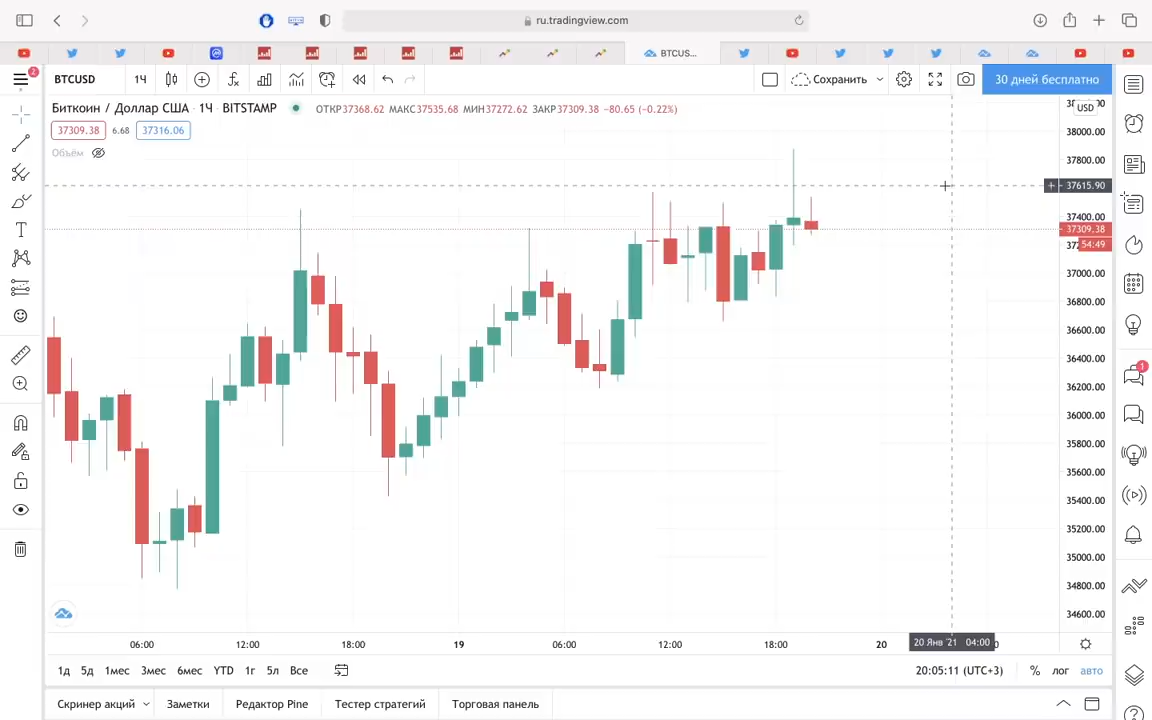 ru.tradingview.com
BTCUS...
2
BTCUSD
1Ч
Сохранить
30 дней бесплатно
Биткоин / Доллар США 1Ч BITSTAMP
ОТКР37368.62 МАКС37535.68 МИН37272.62 ЗАКР37309.38 −80.65 (−0.22%)
USD
37309.38
6.68
37316.06
Объём
38000.00
37800.00
37615.90
37400.00
37309.38
54:49
37000.00
36800.00
36600.00
36400.00
36200.00
36000.00
35800.00
35600.00
35400.00
35200.00
35000.00
34800.00
34600.00
1
06:00 12:00 18:00 19 06:00 12:00 18:00 20 20 Янв '21 04:00
1д 5д 1мес 3мес 6мес YTD 1г 5л Все
20:05:11 (UTC+3) % лог авто
Скринер акций Заметки Редактор Pine Тестер стратегий Торговая панель